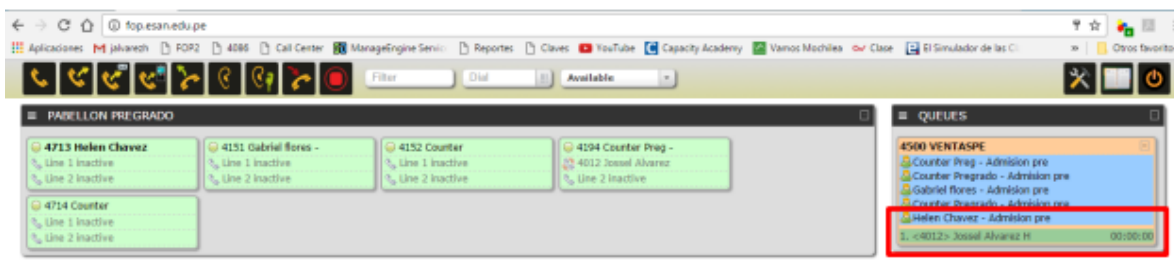 fop.esan.edu.pe
Aplicaciones jalvarezh FOP2 4086 Call Center ManageEngine Servic Reportes Claves YouTube Capacity Academy Vamos Mochilea Clase El Simulador de las C » Otros favorito
Filter Dial Available
PABELLON PREGRADO
4713 Helen Chavez
Line 1 inactive
Line 2 inactive
4151 Gabriel flores -
Line 1 inactive
Line 2 inactive
4152 Counter
Line 1 inactive
Line 2 inactive
4194 Counter Preg -
4012 Jossel Alvarez
Line 2 inactive
4714 Counter
Line 1 inactive
Line 2 inactive
QUEUES
4500 VENTASPE
Counter Preg - Admision pre
Counter Pregrado - Admision pre
Gabriel flores - Admision pre
Counter Pregrado - Admision pre
Helen Chavez - Admision pre
1. <4012> Jossel Alvarez H 00:00:00